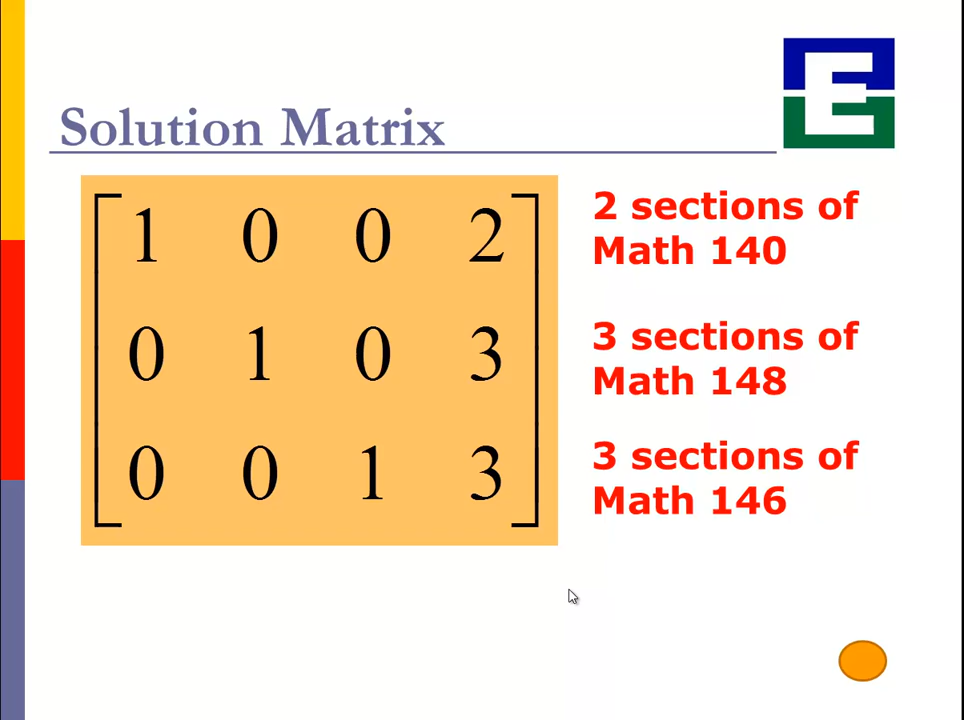 E
Solution Matrix
1 0 0 2
0 1 0 3
0 0 1 3
2 sections of
Math 140
3 sections of
Math 148
3 sections of
Math 146